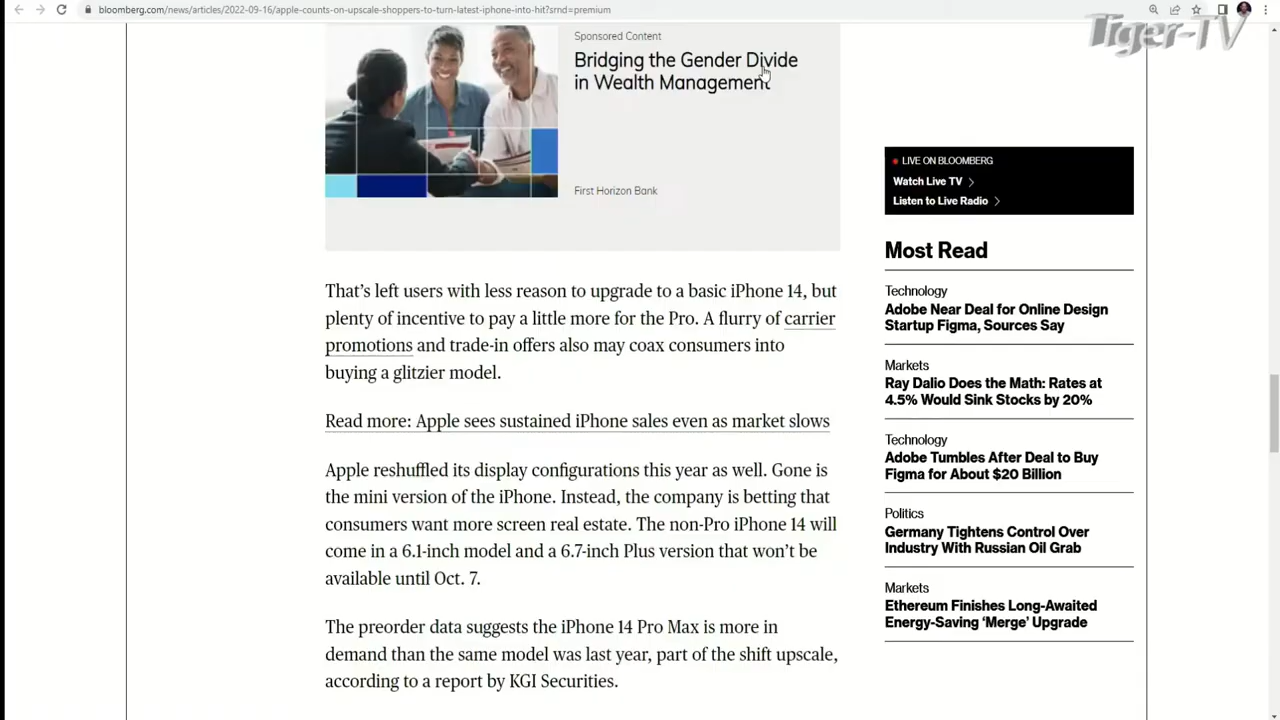 bloomberg.com/news/articles/2022-09-16/apple-counts-on-upscale-shoppers-to-turn-latest-iphone-into-hit?srnd=premium
Tiger-TV
Sponsored Content
Bridging the Gender Divide
in Wealth Management
First Horizon Bank
That’s left users with less reason to upgrade to a basic iPhone 14, but
plenty of incentive to pay a little more for the Pro. A flurry of carrier
promotions and trade-in offers also may coax consumers into
buying a glitzier model.
Read more: Apple sees sustained iPhone sales even as market slows
Apple reshuffled its display configurations this year as well. Gone is
the mini version of the iPhone. Instead, the company is betting that
consumers want more screen real estate. The non-Pro iPhone 14 will
come in a 6.1-inch model and a 6.7-inch Plus version that won’t be
available until Oct. 7.
The preorder data suggests the iPhone 14 Pro Max is more in
demand than the same model was last year, part of the shift upscale,
according to a report by KGI Securities.
LIVE ON BLOOMBERG
Watch Live TV
Listen to Live Radio
Most Read
Technology
Adobe Near Deal for Online Design
Startup Figma, Sources Say
Markets
Ray Dalio Does the Math: Rates at
4.5% Would Sink Stocks by 20%
Technology
Adobe Tumbles After Deal to Buy
Figma for About $20 Billion
Politics
Germany Tightens Control Over
Industry With Russian Oil Grab
Markets
Ethereum Finishes Long-Awaited
Energy-Saving ‘Merge’ Upgrade